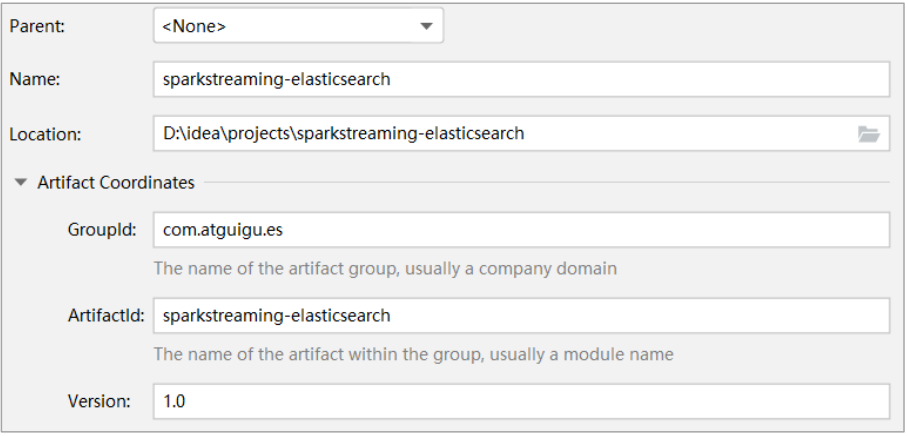 Parent: <None>
Name: sparkstreaming-elasticsearch
Location: D:\idea\projects\sparkstreaming-elasticsearch
Artifact Coordinates
GroupId: com.atguigu.es
The name of the artifact group, usually a company domain
ArtifactId: sparkstreaming-elasticsearch
The name of the artifact within the group, usually a module name
Version: 1.0